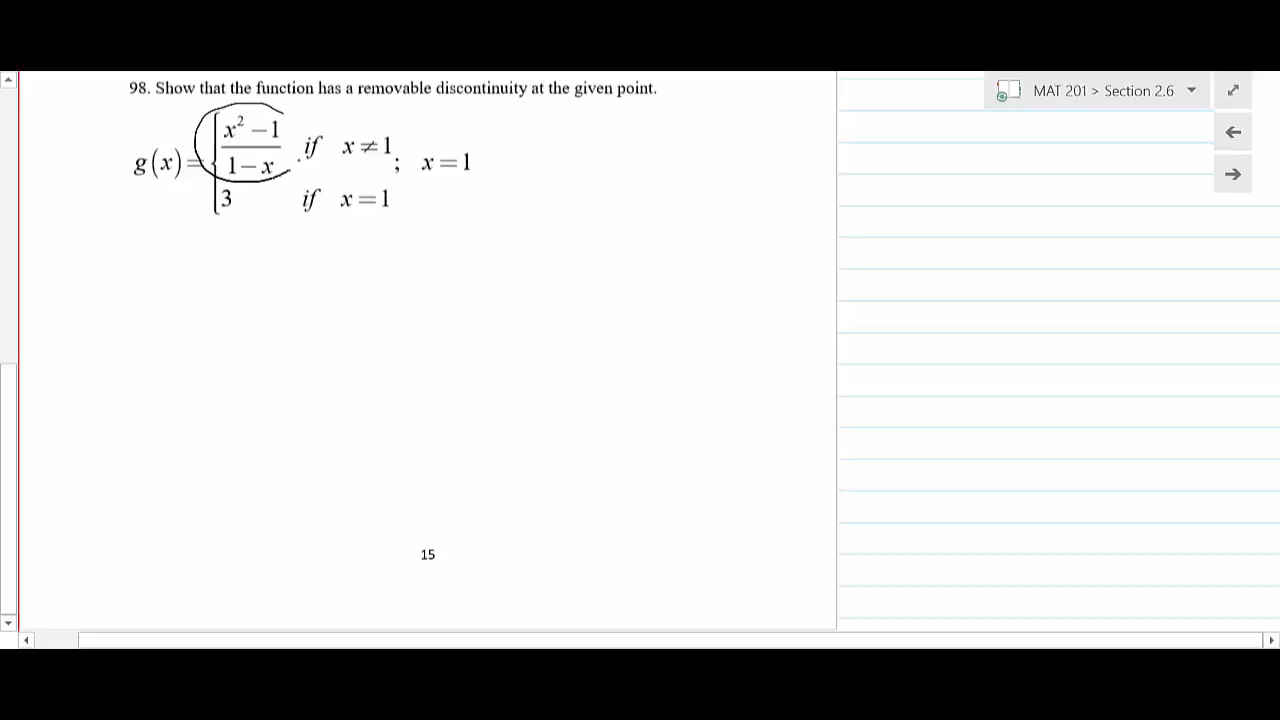 98. Show that the function has a removable discontinuity at the given point.
MAT 201 > Section 2.6
x² − 1
g(x) = { ――― if x ≠ 1 ; x = 1
1 − x
3 if x = 1
15